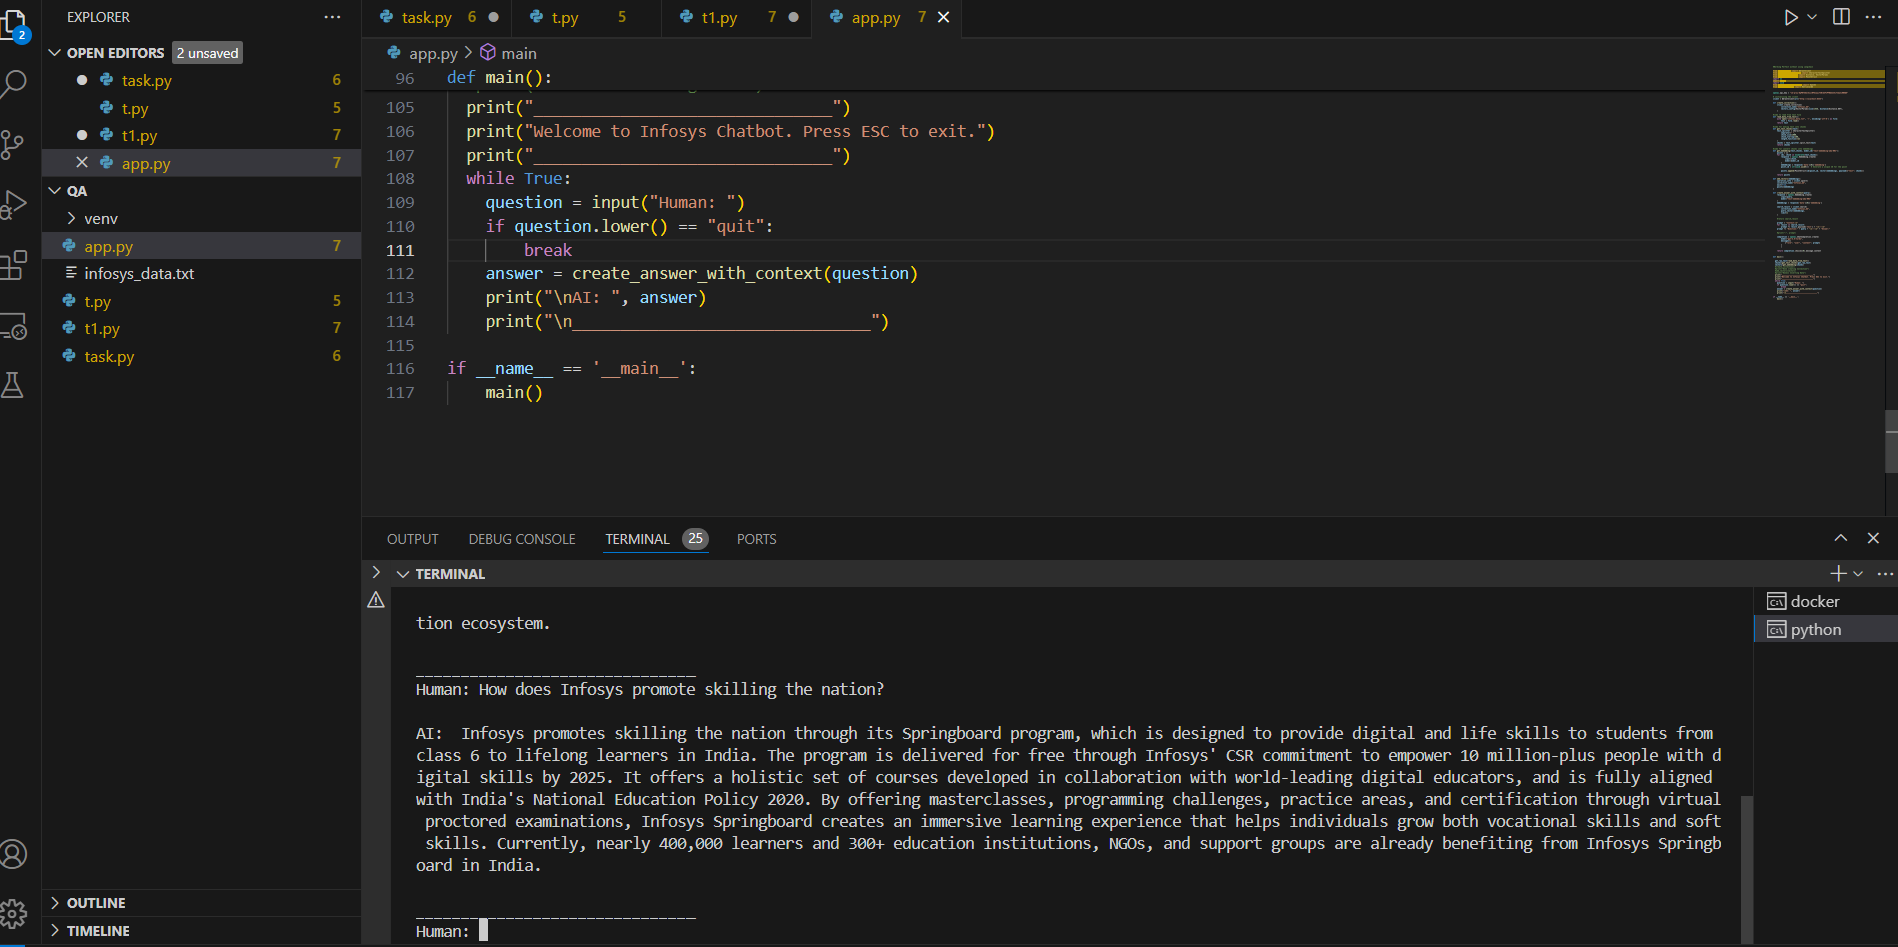 2
EXPLORER ...
OPEN EDITORS 2 unsaved
task.py 6
t.py 5
t1.py 7
app.py 7
QA
venv
app.py 7
infosys_data.txt
t.py 5
t1.py 7
task.py 6
OUTLINE
TIMELINE
task.py 6 t.py 5 t1.py 7 app.py 7
app.py > main
96 def main():
105 print("_______________________________")
106 print("Welcome to Infosys Chatbot. Press ESC to exit.")
107 print("_______________________________")
108 while True:
109 question = input("Human: ")
110 if question.lower() == "quit":
111 break
112 answer = create_answer_with_context(question)
113 print("\nAI: ", answer)
114 print("\n_______________________________")
115
116 if __name__ == '__main__':
117 main()
OUTPUT DEBUG CONSOLE TERMINAL 25 PORTS
TERMINAL
tion ecosystem.
_______________________________
Human: How does Infosys promote skilling the nation?
AI:  Infosys promotes skilling the nation through its Springboard program, which is designed to provide digital and life skills to students from
class 6 to lifelong learners in India. The program is delivered for free through Infosys' CSR commitment to empower 10 million-plus people with d
igital skills by 2025. It offers a holistic set of courses developed in collaboration with world-leading digital educators, and is fully aligned
with India's National Education Policy 2020. By offering masterclasses, programming challenges, practice areas, and certification through virtual
proctored examinations, Infosys Springboard creates an immersive learning experience that helps individuals grow both vocational skills and soft
skills. Currently, nearly 400,000 learners and 300+ education institutions, NGOs, and support groups are already benefiting from Infosys Springb
oard in India.
_______________________________
Human:
docker
python